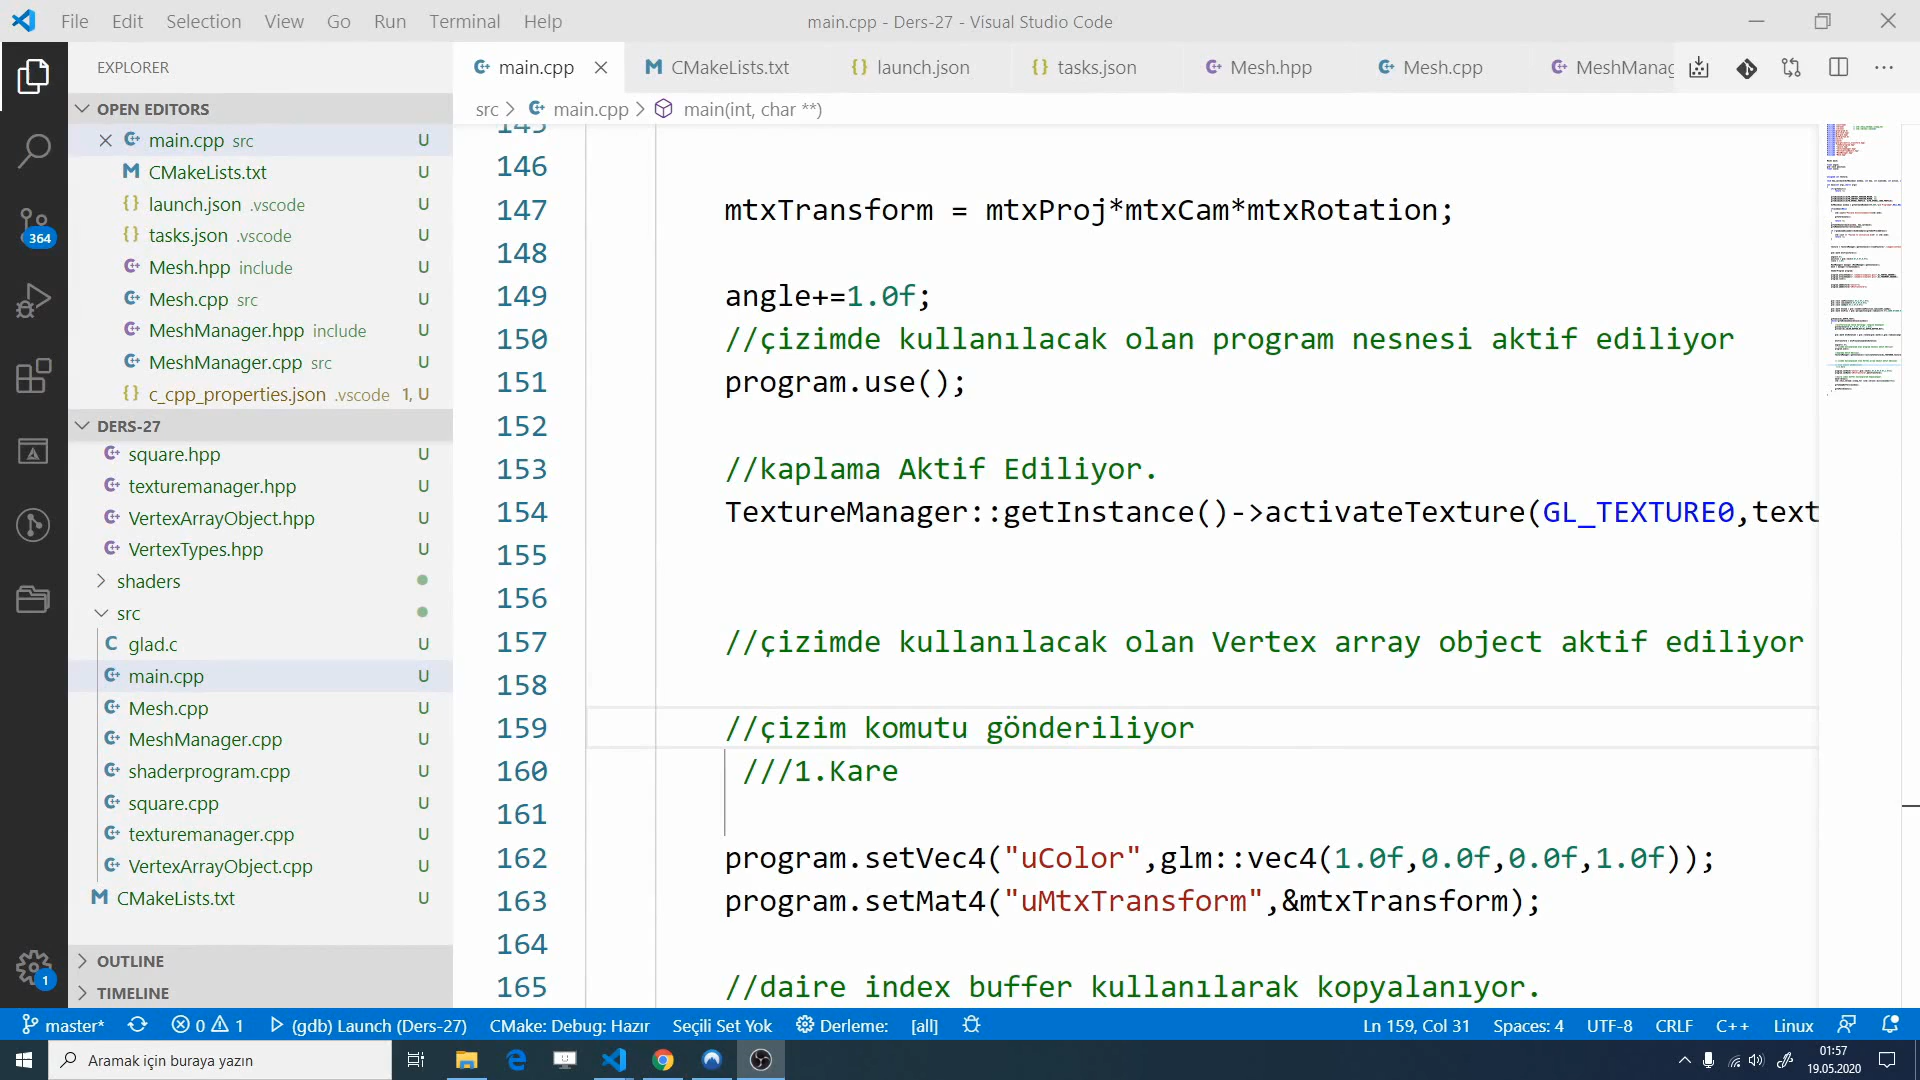 File Edit Selection View Go Run Terminal Help
main.cpp - Ders-27 - Visual Studio Code
EXPLORER
OPEN EDITORS
main.cpp src U
CMakeLists.txt U
launch.json .vscode U
tasks.json .vscode U
Mesh.hpp include U
Mesh.cpp src U
MeshManager.hpp include U
MeshManager.cpp src U
c_cpp_properties.json .vscode 1, U
DERS-27
square.hpp U
texturemanager.hpp U
VertexArrayObject.hpp U
VertexTypes.hpp U
shaders
src
glad.c U
main.cpp U
Mesh.cpp U
MeshManager.cpp U
shaderprogram.cpp U
square.cpp U
texturemanager.cpp U
VertexArrayObject.cpp U
CMakeLists.txt U
OUTLINE
TIMELINE
364
1
main.cpp CMakeLists.txt launch.json tasks.json Mesh.hpp Mesh.cpp MeshManag
src > main.cpp > main(int, char **)
145
146
147 mtxTransform = mtxProj*mtxCam*mtxRotation;
148
149 angle+=1.0f;
150 //çizimde kullanılacak olan program nesnesi aktif ediliyor
151 program.use();
152
153 //kaplama Aktif Ediliyor.
154 TextureManager::getInstance()->activateTexture(GL_TEXTURE0,text
155
156
157 //çizimde kullanılacak olan Vertex array object aktif ediliyor
158
159 //çizim komutu gönderiliyor
160 ///1.Kare
161
162 program.setVec4("uColor",glm::vec4(1.0f,0.0f,0.0f,1.0f));
163 program.setMat4("uMtxTransform",&mtxTransform);
164
165 //daire index buffer kullanılarak kopyalanıyor.
master* 0 1 (gdb) Launch (Ders-27) CMake: Debug: Hazır Seçili Set Yok Derleme: [all] Ln 159, Col 31 Spaces: 4 UTF-8 CRLF C++ Linux
Aramak için buraya yazın
01:57
19.05.2020